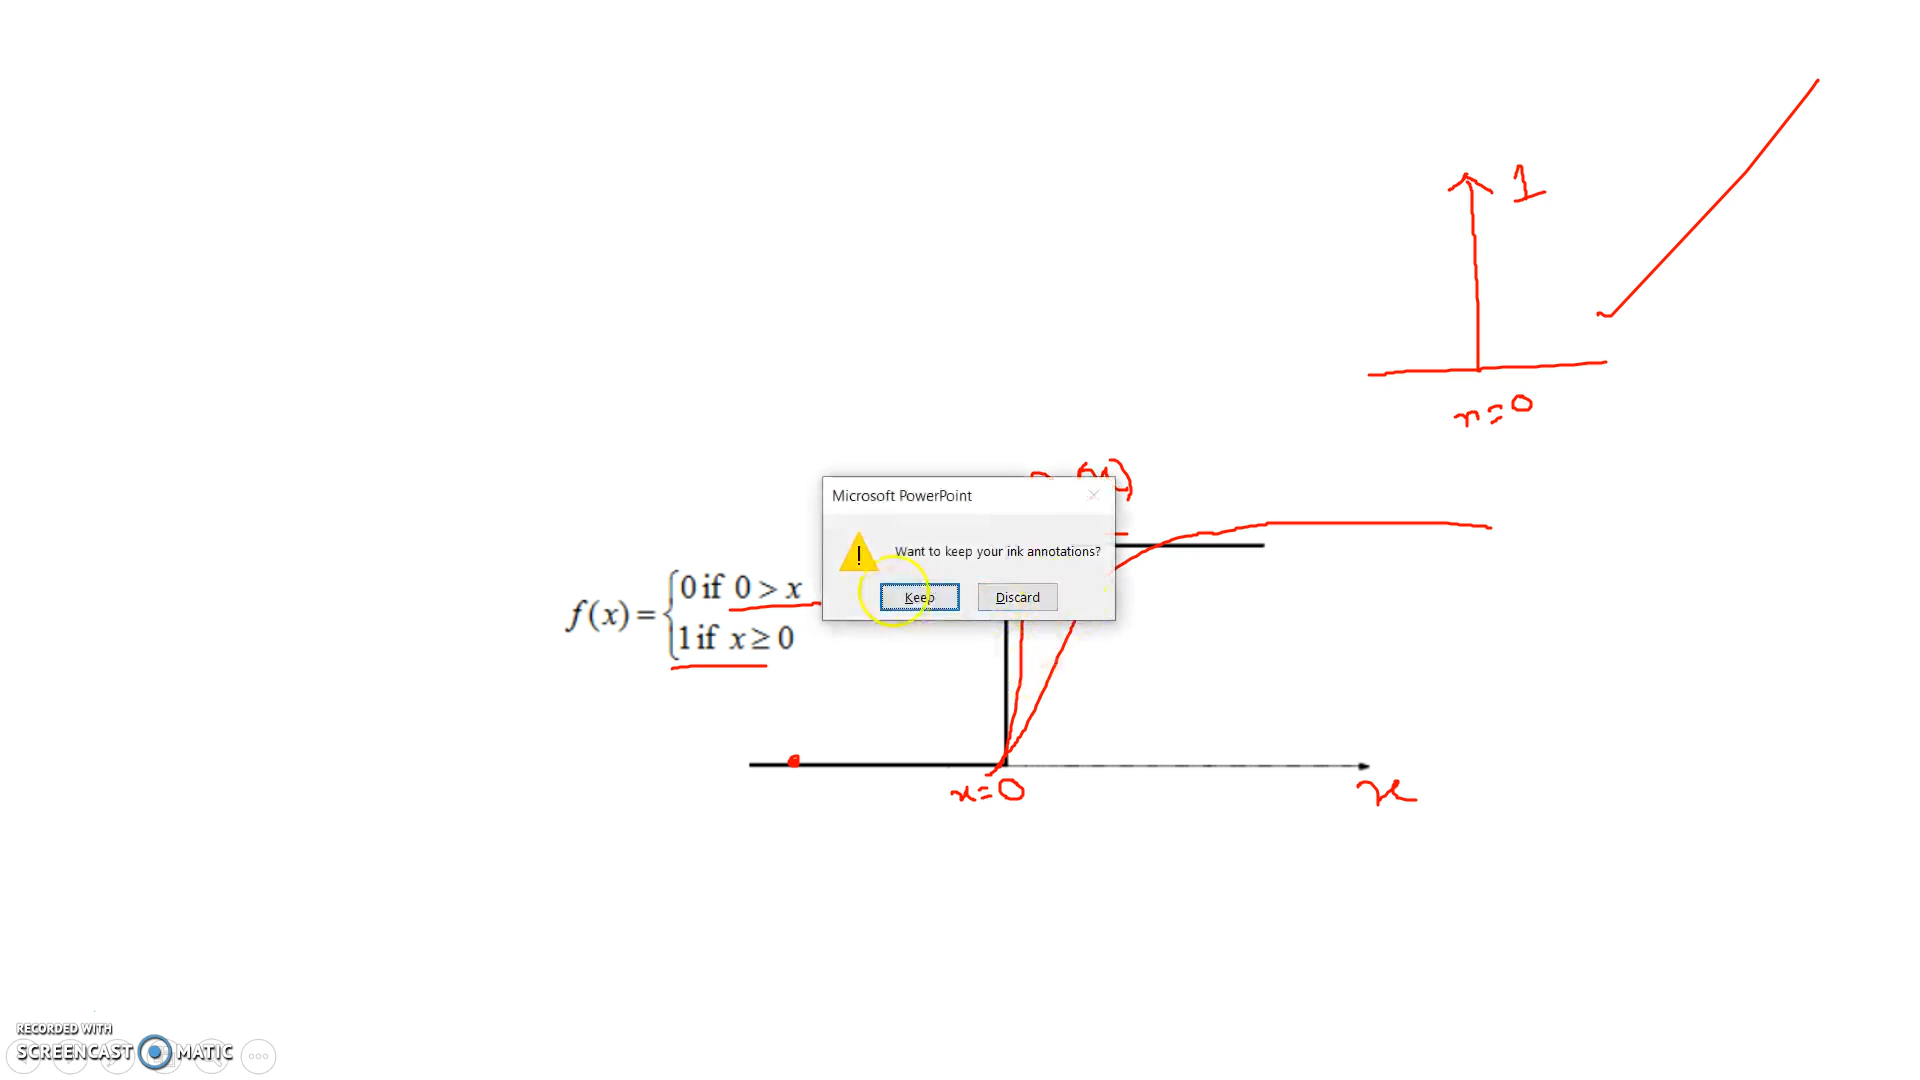 1
n=0
(x)
Microsoft PowerPoint
Want to keep your ink annotations?
Keep
Discard
f(x) = { 0 if 0 > x
1 if x ≥ 0
x=0
x
RECORDED WITH
SCREENCAST MATIC